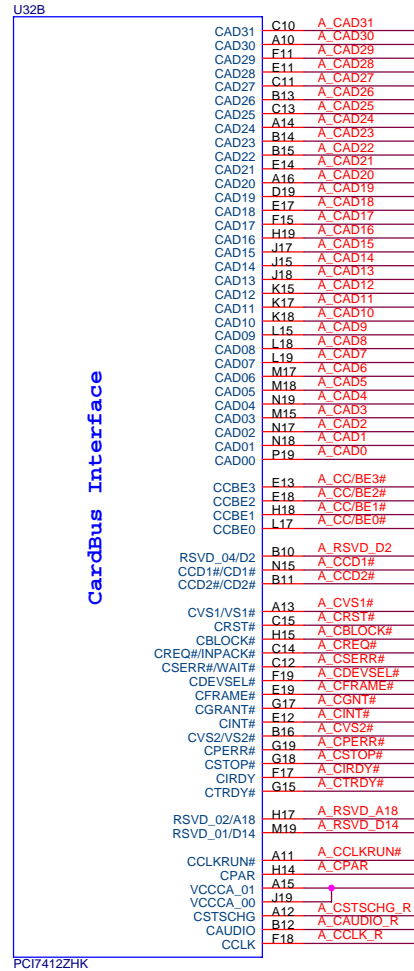 U32B
CardBus Interface
CAD31 C10 A_CAD31
CAD30 A10 A_CAD30
CAD29 F11 A_CAD29
CAD28 E11 A_CAD28
CAD27 C11 A_CAD27
CAD26 B13 A_CAD26
CAD25 C13 A_CAD25
CAD24 A14 A_CAD24
CAD23 B14 A_CAD23
CAD22 B15 A_CAD22
CAD21 E14 A_CAD21
CAD20 A16 A_CAD20
CAD19 D19 A_CAD19
CAD18 E17 A_CAD18
CAD17 F15 A_CAD17
CAD16 H19 A_CAD16
CAD15 J17 A_CAD15
CAD14 J15 A_CAD14
CAD13 J18 A_CAD13
CAD12 K15 A_CAD12
CAD11 K17 A_CAD11
CAD10 K18 A_CAD10
CAD09 L15 A_CAD9
CAD08 L18 A_CAD8
CAD07 L19 A_CAD7
CAD06 M17 A_CAD6
CAD05 M18 A_CAD5
CAD04 N19 A_CAD4
CAD03 M15 A_CAD3
CAD02 N17 A_CAD2
CAD01 N18 A_CAD1
CAD00 P19 A_CAD0
CCBE3 E13 A_CC/BE3#
CCBE2 E18 A_CC/BE2#
CCBE1 H18 A_CC/BE1#
CCBE0 L17 A_CC/BE0#
RSVD_04/D2 B10 A_RSVD_D2
CCD1#/CD1# N15 A_CCD1#
CCD2#/CD2# B11 A_CCD2#
CVS1/VS1# A13 A_CVS1#
CRST# C15 A_CRST#
CBLOCK# H15 A_CBLOCK#
CREQ#/INPACK# C14 A_CREQ#
CSERR#/WAIT# C12 A_CSERR#
CDEVSEL# F19 A_CDEVSEL#
CFRAME# E19 A_CFRAME#
CGRANT# G17 A_CGNT#
CINT# E12 A_CINT#
CVS2/VS2# B16 A_CVS2#
CPERR# G19 A_CPERR#
CSTOP# G18 A_CSTOP#
CIRDY F17 A_CIRDY#
CTRDY# G15 A_CTRDY#
RSVD_02/A18 H17 A_RSVD_A18
RSVD_01/D14 M19 A_RSVD_D14
CCLKRUN# A11 A_CCLKRUN#
CPAR H14 A_CPAR
VCCCA_01 A15
VCCCA_00 J19
CSTSCHG A12 A_CSTSCHG_R
CAUDIO B12 A_CAUDIO_R
CCLK F18 A_CCLK_R
PCI7412ZHK